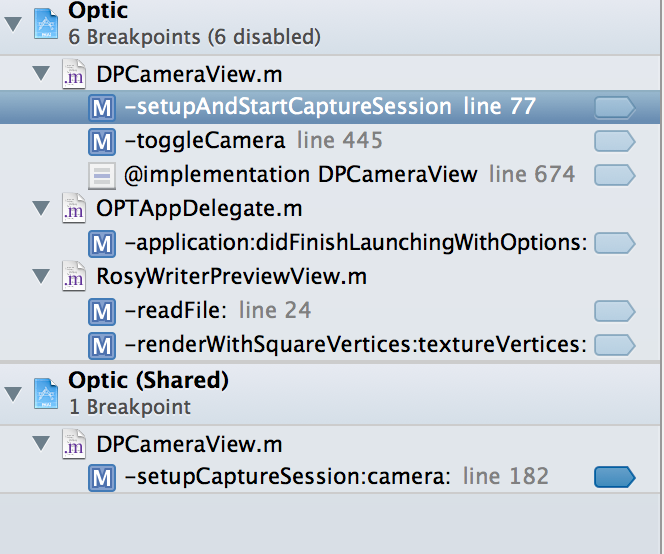 Optic
6 Breakpoints (6 disabled)
.m DPCameraView.m
M -setupAndStartCaptureSession line 77
M -toggleCamera line 445
@implementation DPCameraView line 674
.m OPTAppDelegate.m
M -application:didFinishLaunchingWithOptions:
.m RosyWriterPreviewView.m
M -readFile: line 24
M -renderWithSquareVertices:textureVertices:
Optic (Shared)
1 Breakpoint
.m DPCameraView.m
M -setupCaptureSession:camera: line 182